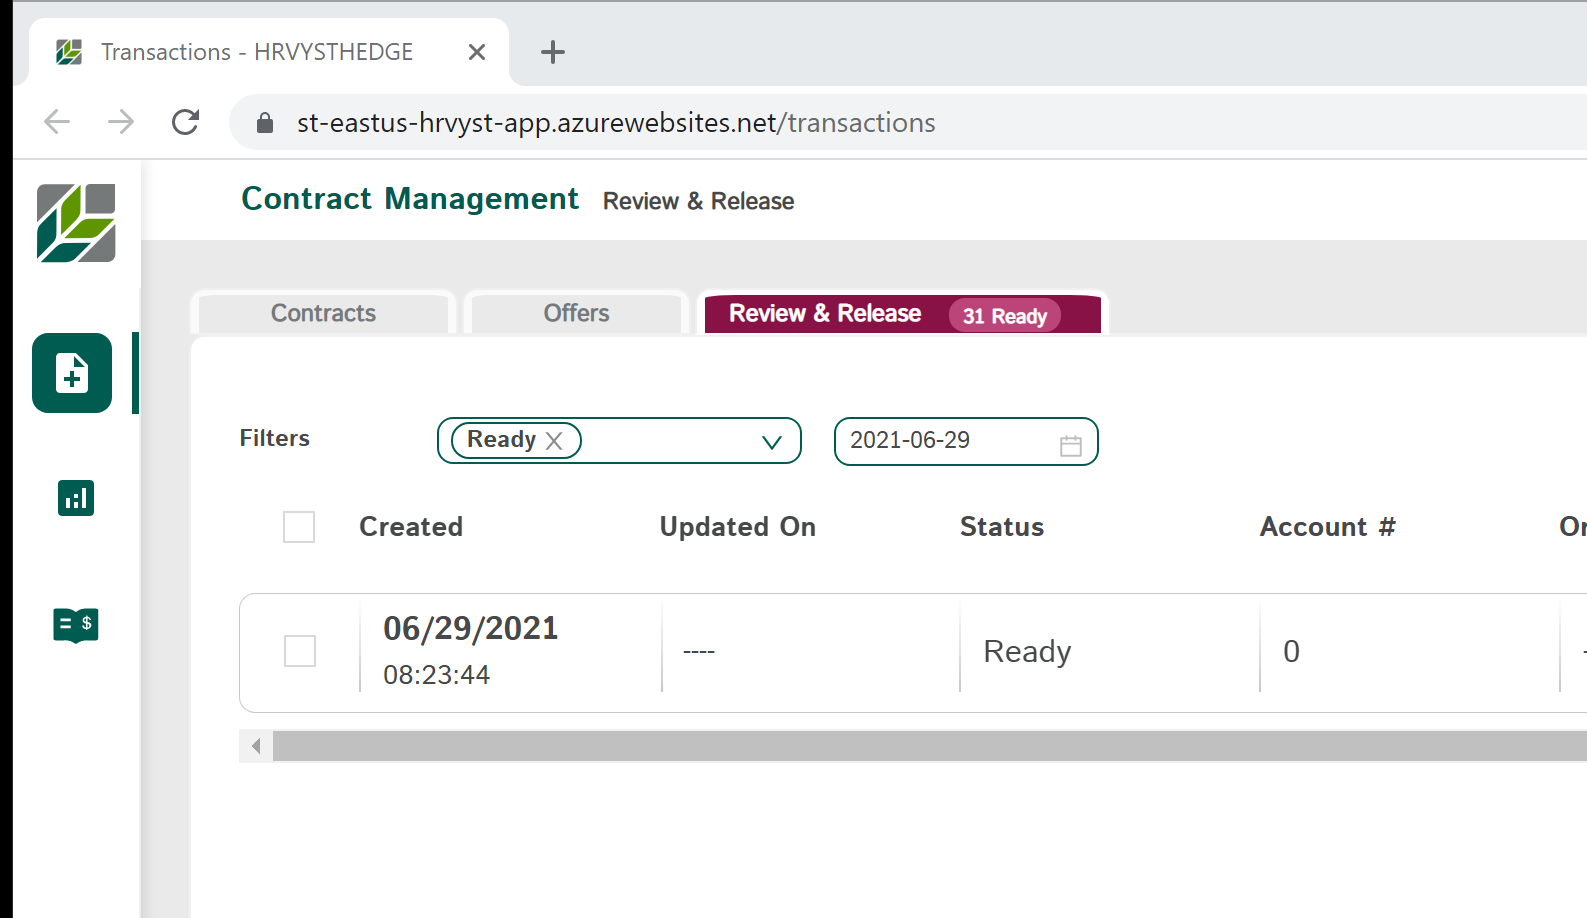 Transactions - HRVYSTHEDGE
st-eastus-hrvyst-app.azurewebsites.net/transactions
Contract Management Review & Release
Contracts Offers Review & Release 31 Ready
Filters Ready 2021-06-29
Created Updated On Status Account # Or
06/29/2021 ---- Ready 0 -
08:23:44
$